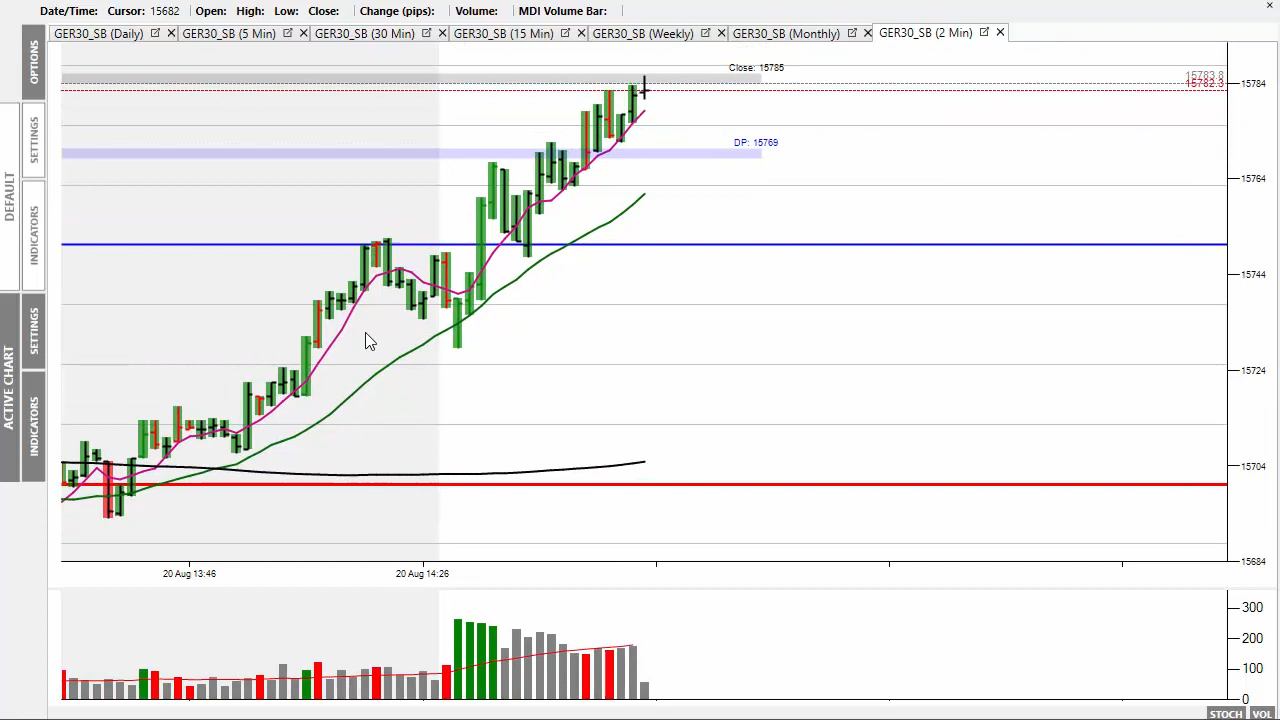 Date/Time: Cursor: 15682 Open: High: Low: Close: Change (pips): Volume: MDI Volume Bar:
GER30_SB (Daily) GER30_SB (5 Min) GER30_SB (30 Min) GER30_SB (15 Min) GER30_SB (Weekly) GER30_SB (Monthly) GER30_SB (2 Min)
OPTIONS
DEFAULT
SETTINGS
INDICATORS
ACTIVE CHART
SETTINGS
INDICATORS
Close: 15785
15783.8
15782.3
DP: 15769
15784
15764
15744
15724
15704
15684
20 Aug 13:46 20 Aug 14:26
300
200
100
0
STOCH VOL